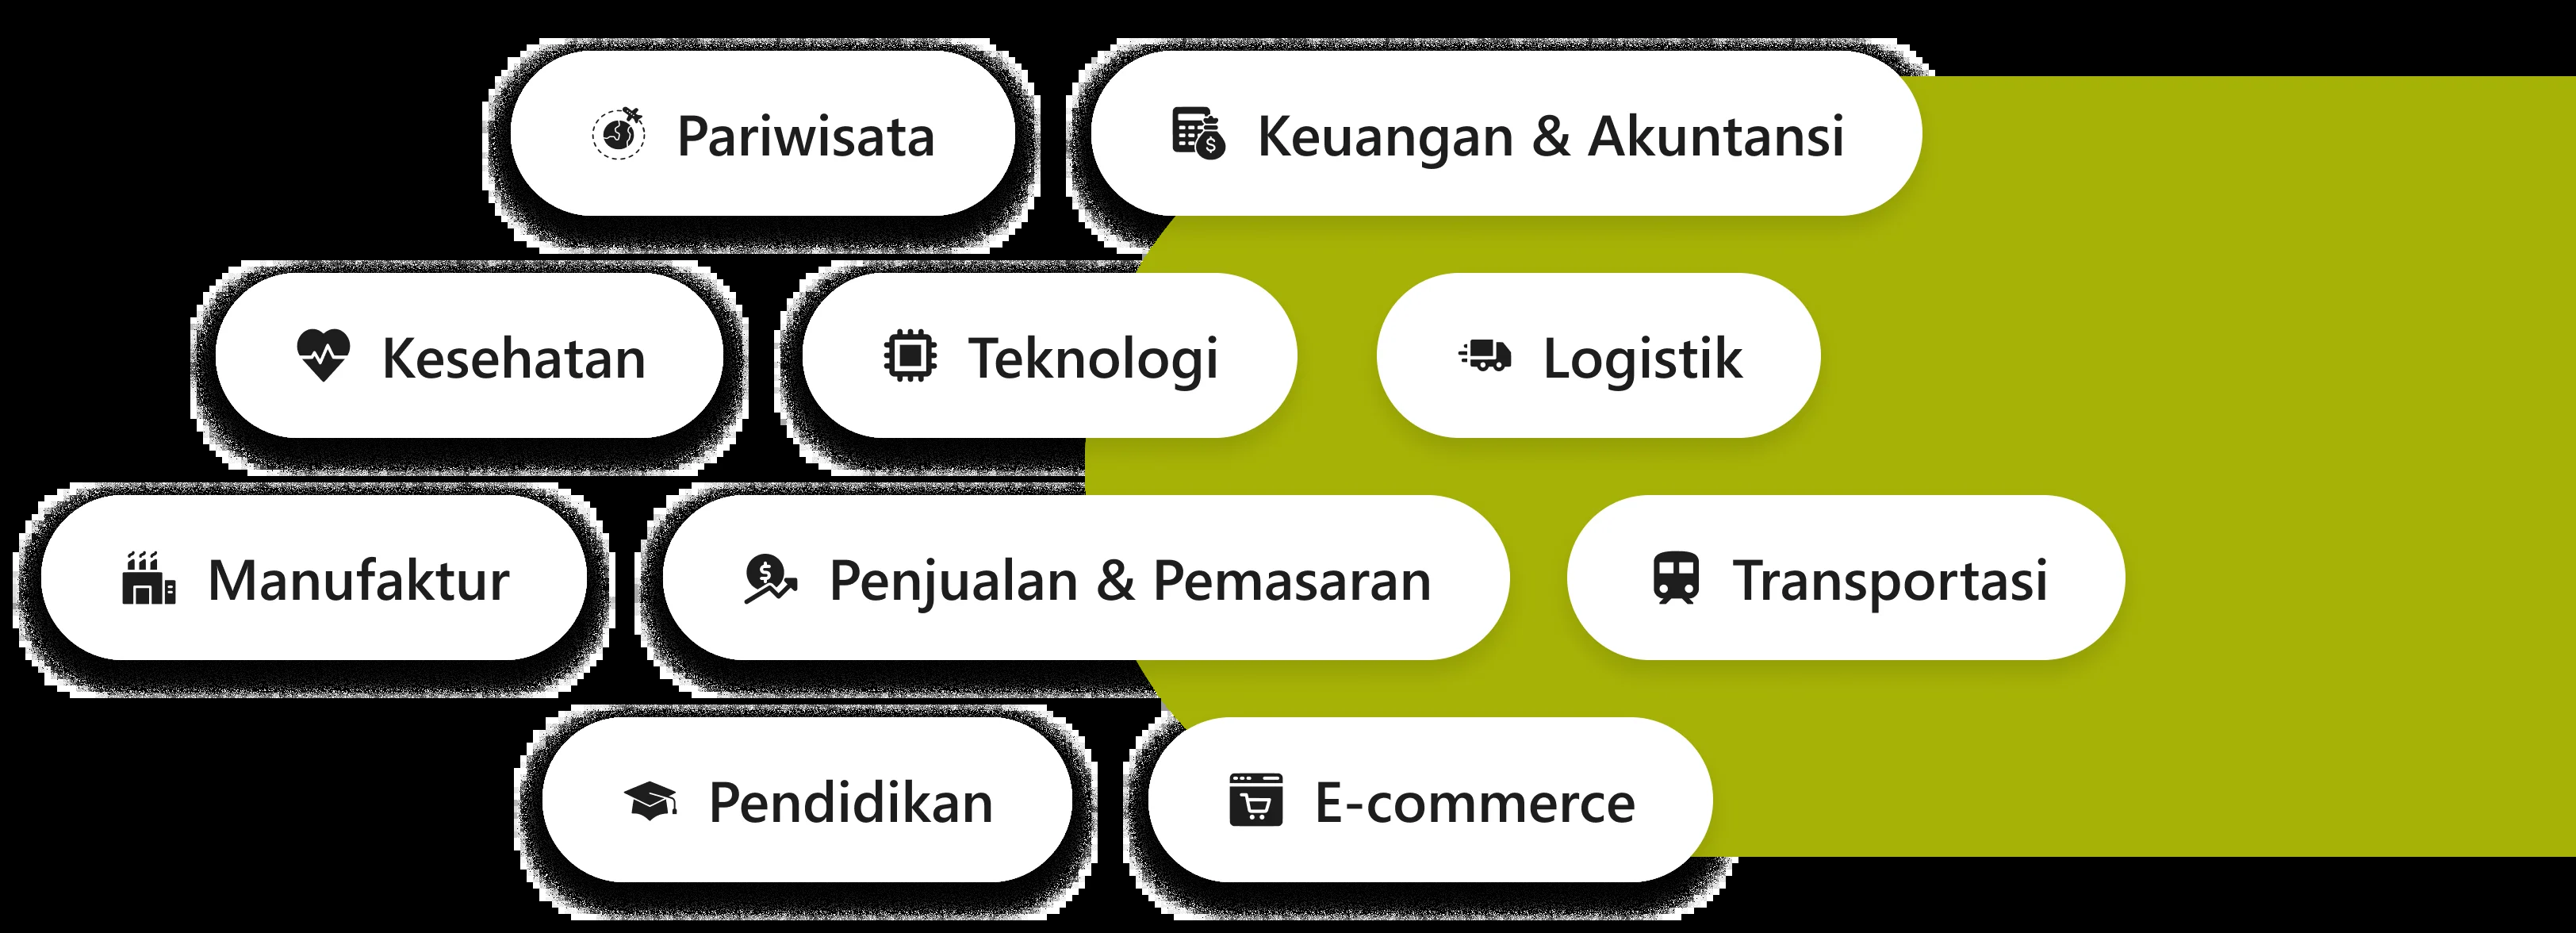 Pariwisata
Keuangan & Akuntansi
Kesehatan
Teknologi
Logistik
Manufaktur
Penjualan & Pemasaran
Transportasi
Pendidikan
E-commerce